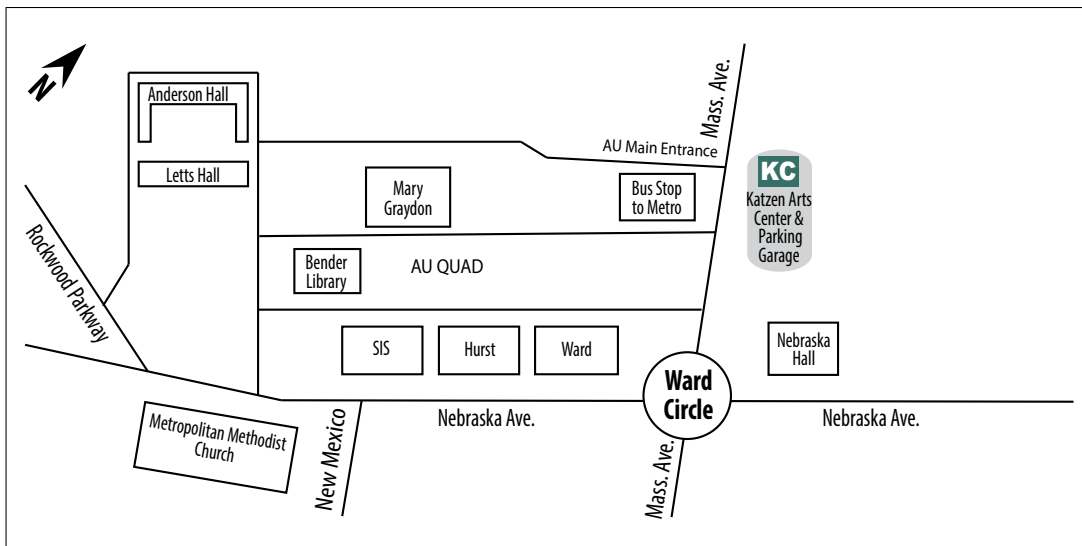 N
Anderson Hall
Letts Hall
Mary
Graydon
AU Main Entrance
Bus Stop
to Metro
Mass. Ave.
KC
Katzen Arts
Center &
Parking
Garage
Rockwood Parkway
Bender
Library
AU QUAD
SIS
Hurst
Ward
Nebraska
Hall
Ward
Circle
Metropolitan Methodist
Church
New Mexico
Nebraska Ave.
Mass. Ave.
Nebraska Ave.